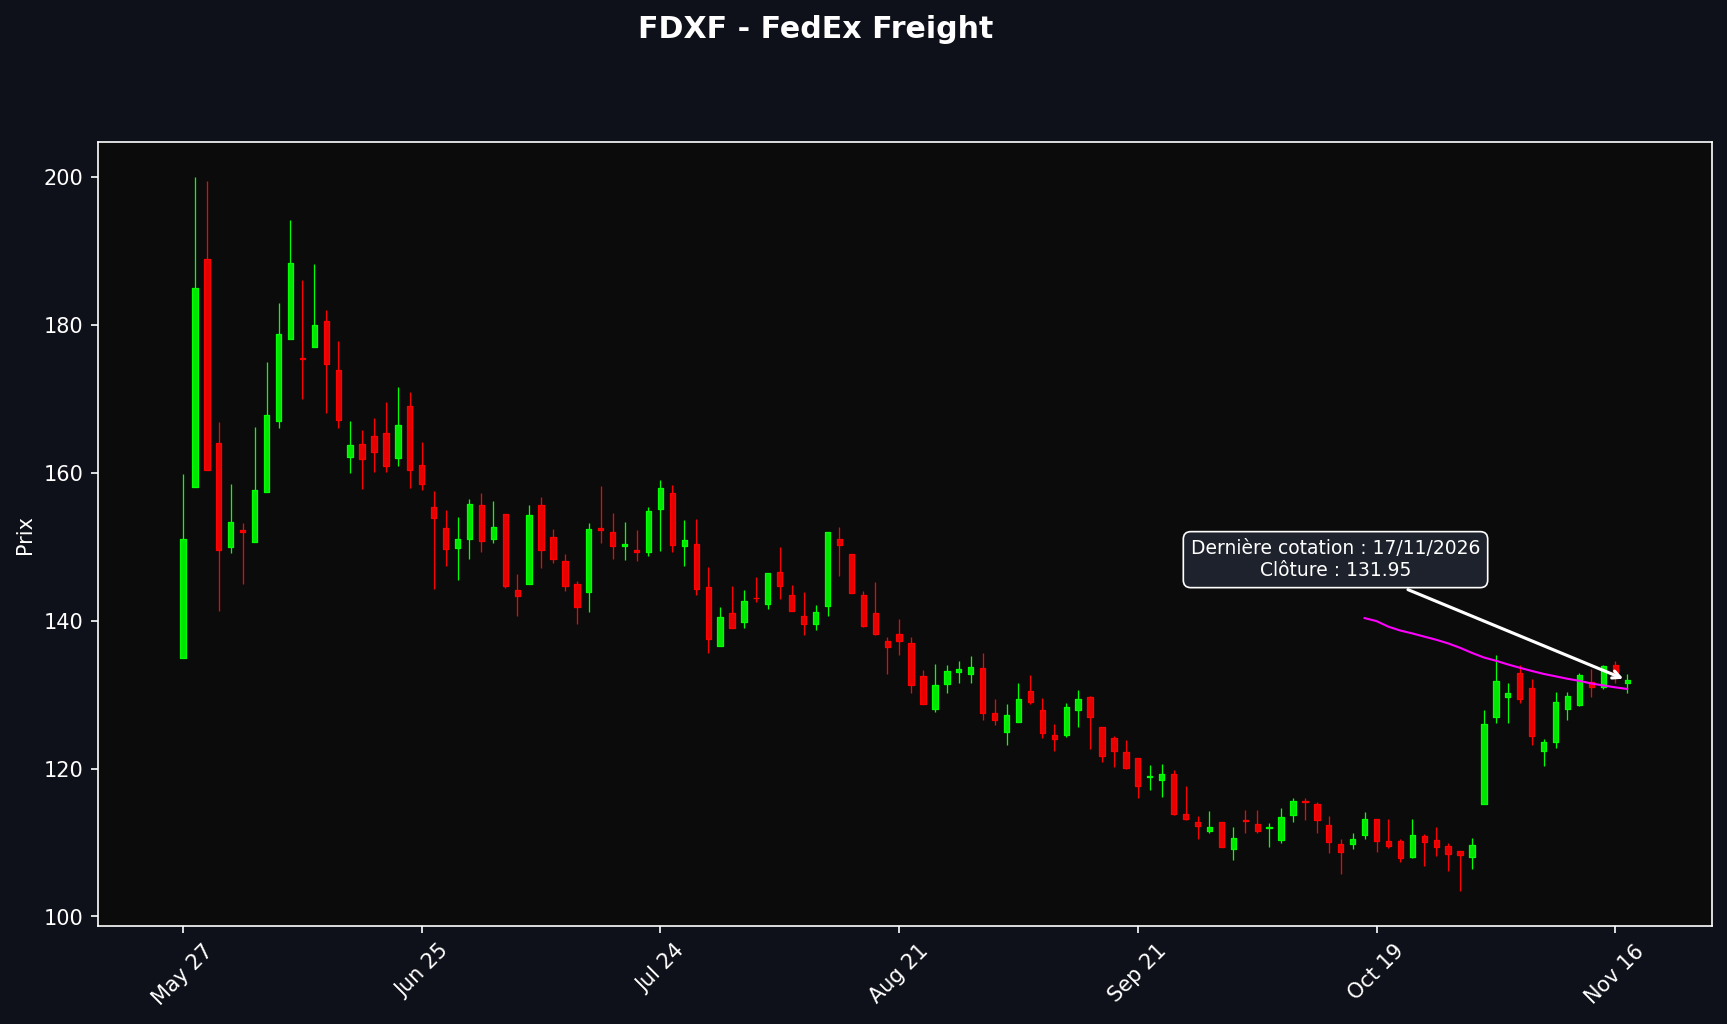 FDXF - FedEx Freight
Prix
200
180
160
140
120
100
Dernière cotation : 17/11/2026
Clôture : 131.95
May 27
Jun 25
Jul 24
Aug 21
Sep 21
Oct 19
Nov 16